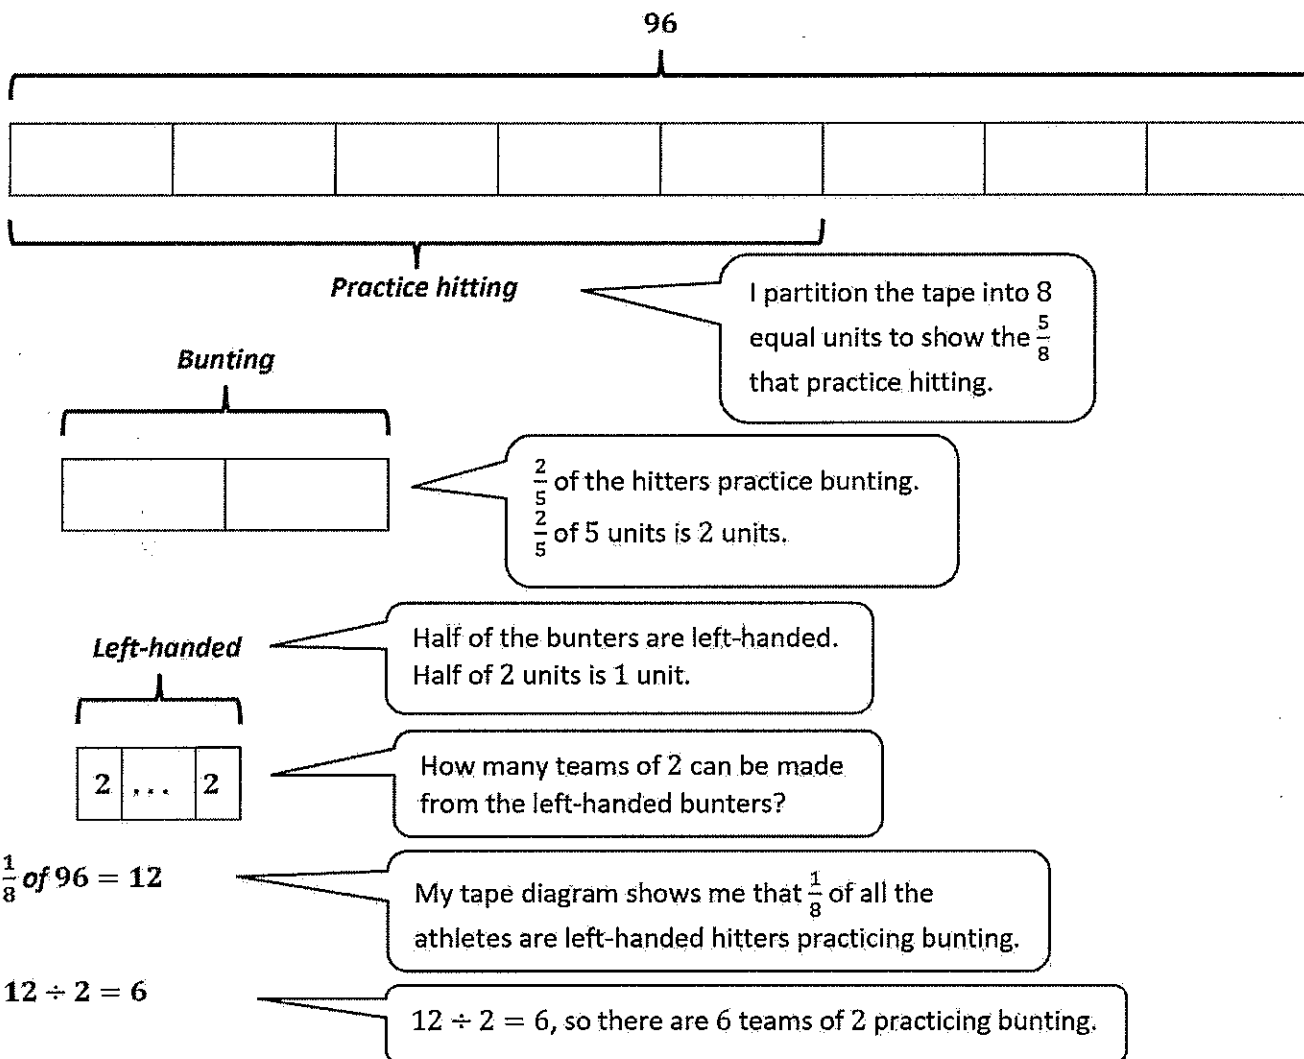 96
Practice hitting
I partition the tape into 8
equal units to show the 5/8
that practice hitting.
Bunting
2/5 of the hitters practice bunting.
2/5 of 5 units is 2 units.
Left-handed
Half of the bunters are left-handed.
Half of 2 units is 1 unit.
2 ... 2
How many teams of 2 can be made
from the left-handed bunters?
1/8 of 96 = 12
My tape diagram shows me that 1/8 of all the
athletes are left-handed hitters practicing bunting.
12 ÷ 2 = 6
12 ÷ 2 = 6, so there are 6 teams of 2 practicing bunting.